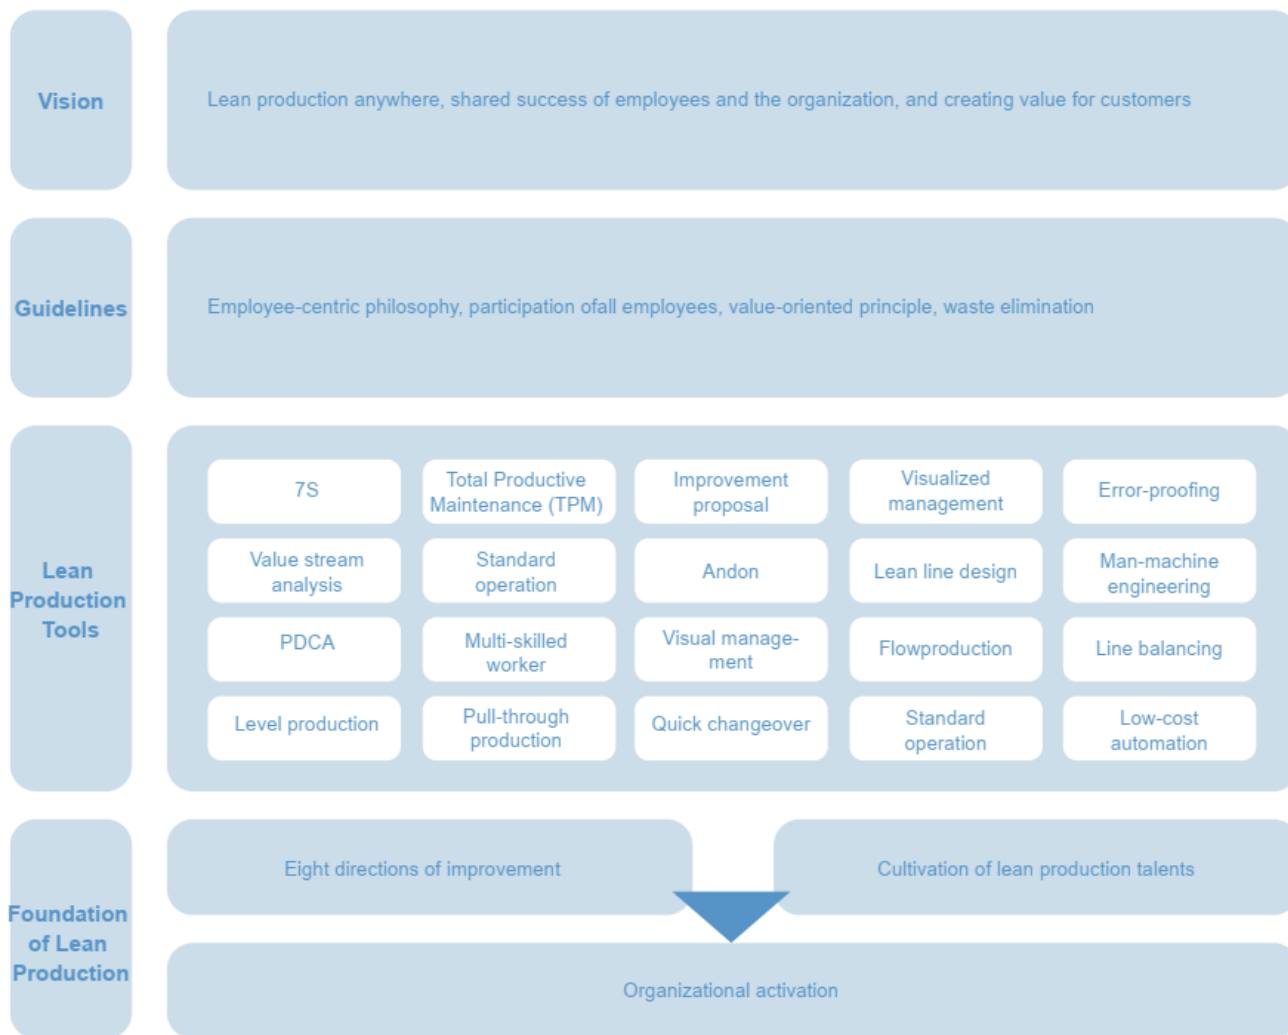 Vision
Lean production anywhere, shared success of employees and the organization, and creating value for customers
Guidelines
Employee-centric philosophy, participation ofall employees, value-oriented principle, waste elimination
Lean
Production
Tools
7S
Total Productive
Maintenance (TPM)
Improvement
proposal
Visualized
management
Error-proofing
Value stream
analysis
Standard
operation
Andon
Lean line design
Man-machine
engineering
PDCA
Multi-skilled
worker
Visual manage-
ment
Flowproduction
Line balancing
Level production
Pull-through
production
Quick changeover
Standard
operation
Low-cost
automation
Foundation
of Lean
Production
Eight directions of improvement
Cultivation of lean production talents
Organizational activation